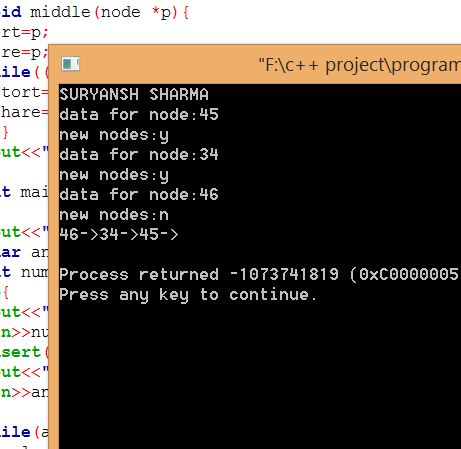 id middle(node *p){
rt=p;
re=p;
ile((
tort=
hare=
}
ut<<"
t mai
ut<<"
ar an
t num
{
ut<<"
n>>nu
sert(
ut<<"
n>>an
ile(a
"F:\c++ project\program
SURYANSH SHARMA
data for node:45
new nodes:y
data for node:34
new nodes:y
data for node:46
new nodes:n
46->34->45->
Process returned -1073741819 (0xC0000005
Press any key to continue.